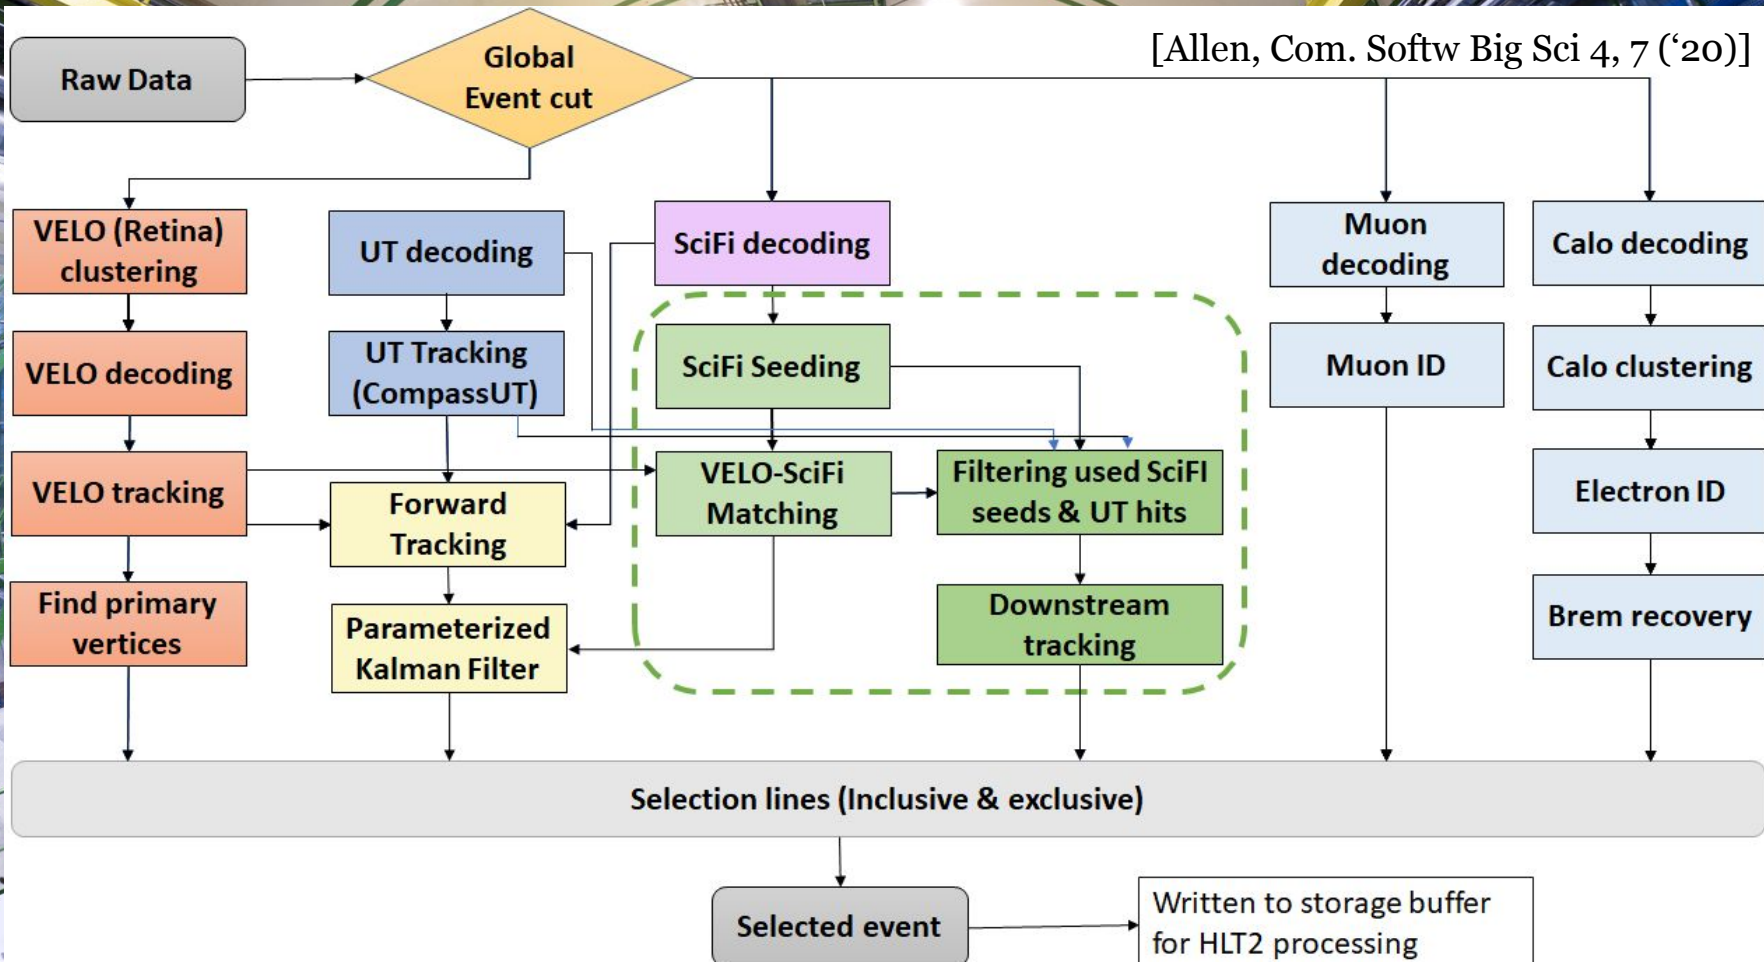 [Allen, Com. Softw Big Sci 4, 7 (‘20)]
Raw Data
Global
Event cut
VELO (Retina)
clustering
UT decoding
SciFi decoding
Muon
decoding
Calo decoding
VELO decoding
UT Tracking
(CompassUT)
SciFi Seeding
Muon ID
Calo clustering
VELO tracking
Forward
Tracking
VELO-SciFi
Matching
Filtering used SciFI
seeds & UT hits
Electron ID
Find primary
vertices
Parameterized
Kalman Filter
Downstream
tracking
Brem recovery
Selection lines (Inclusive & exclusive)
Selected event
Written to storage buffer
for HLT2 processing